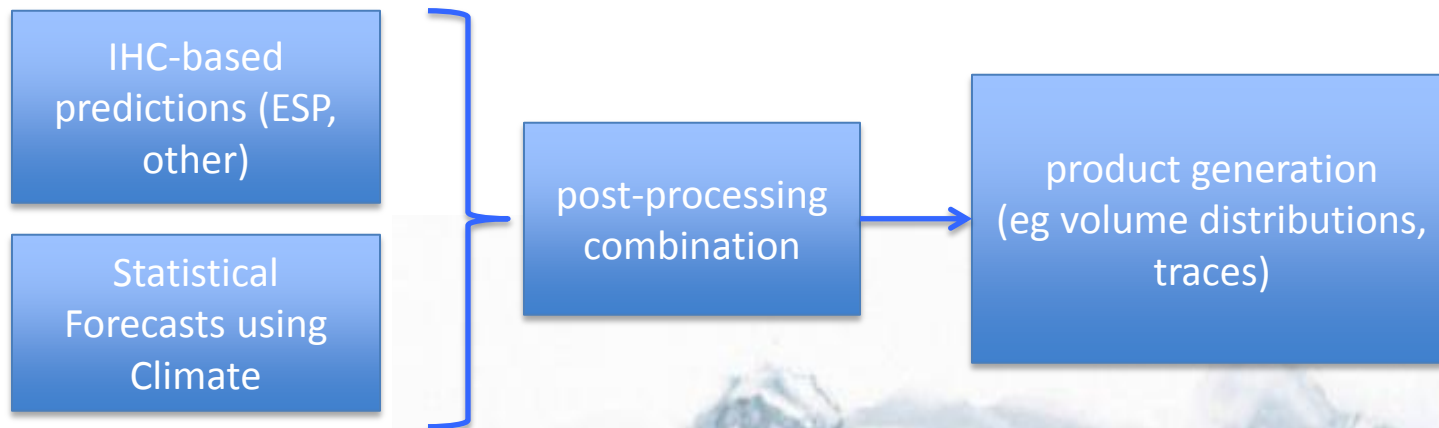 IHC-based
predictions (ESP,
other)
Statistical
Forecasts using
Climate
post-processing
combination
product generation
(eg volume distributions,
traces)